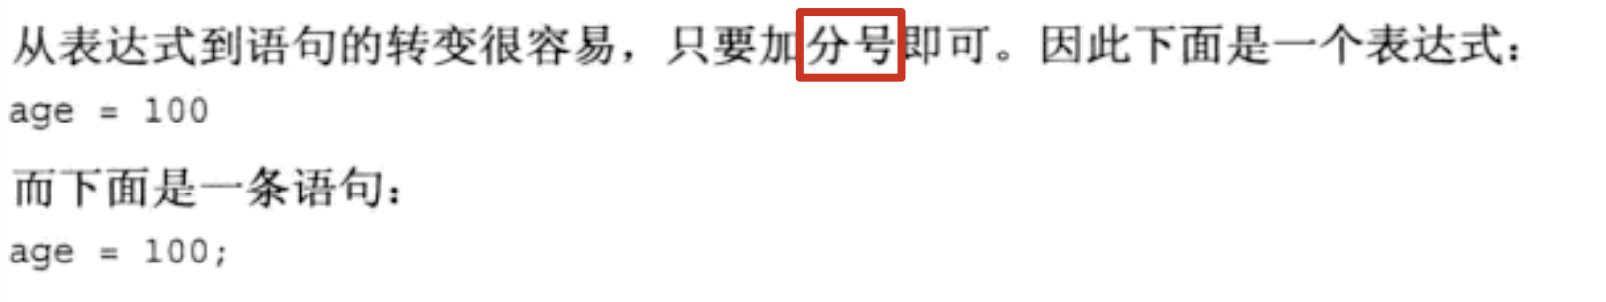 从表达式到语句的转变很容易，只要加分号即可。因此下面是一个表达式：
age = 100
而下面是一条语句：
age = 100;